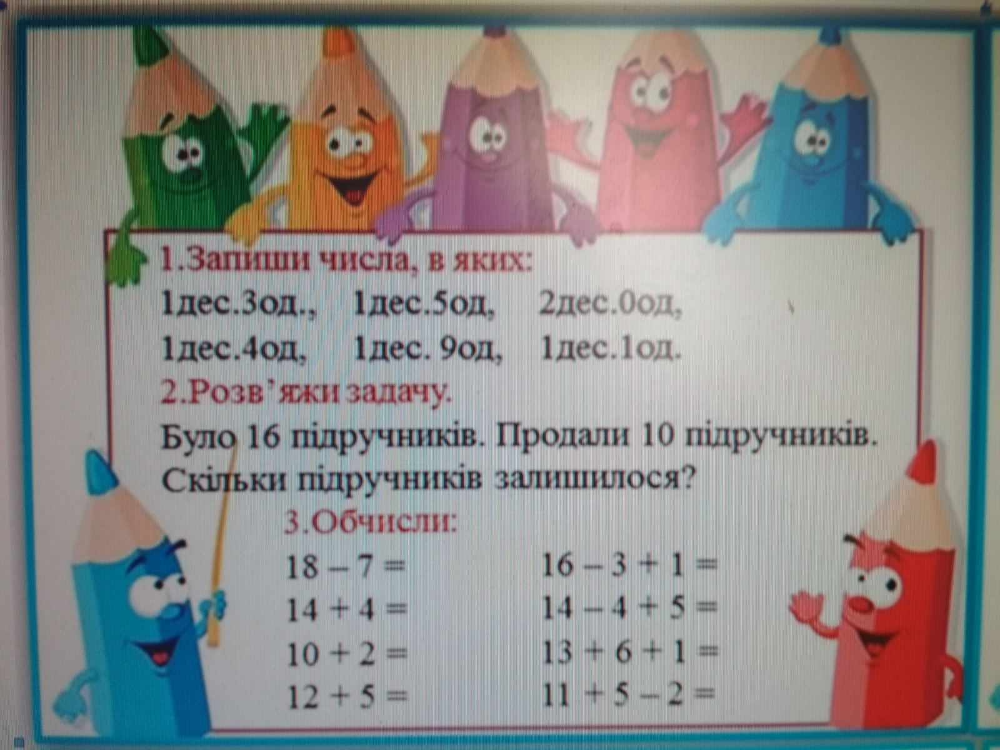 1.Запиши числа, в яких:
1дес.3од., 1дес.5од, 2дес.0од,
1дес.4од, 1дес. 9од, 1дес.1од.
2.Розв’яжи задачу.
Було 16 підручників. Продали 10 підручників.
Скільки підручників залишилося?
3.Обчисли:
18 – 7 = 16 – 3 + 1 =
14 + 4 = 14 – 4 + 5 =
10 + 2 = 13 + 6 + 1 =
12 + 5 = 11 + 5 – 2 =